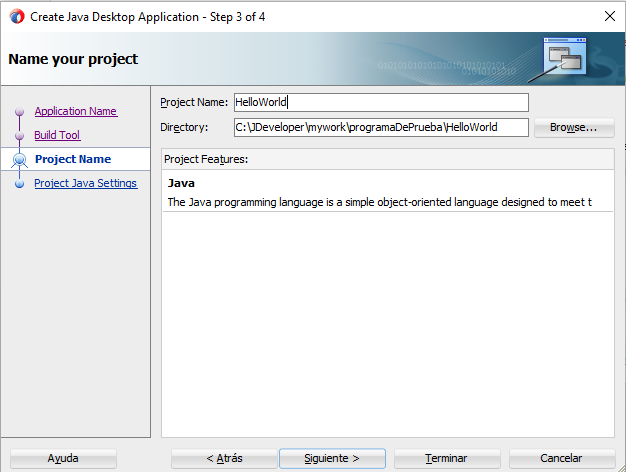 Create Java Desktop Application - Step 3 of 4
Name your project
010101010101010101010101
01010101010
Application Name
Build Tool
Project Name
Project Java Settings
Project Name: HelloWorld
Directory: C:\JDeveloper\mywork\programaDePrueba\HelloWorld Browse...
Project Features:
Java
The Java programming language is a simple object-oriented language designed to meet t
Ayuda < Atrás Siguiente > Terminar Cancelar